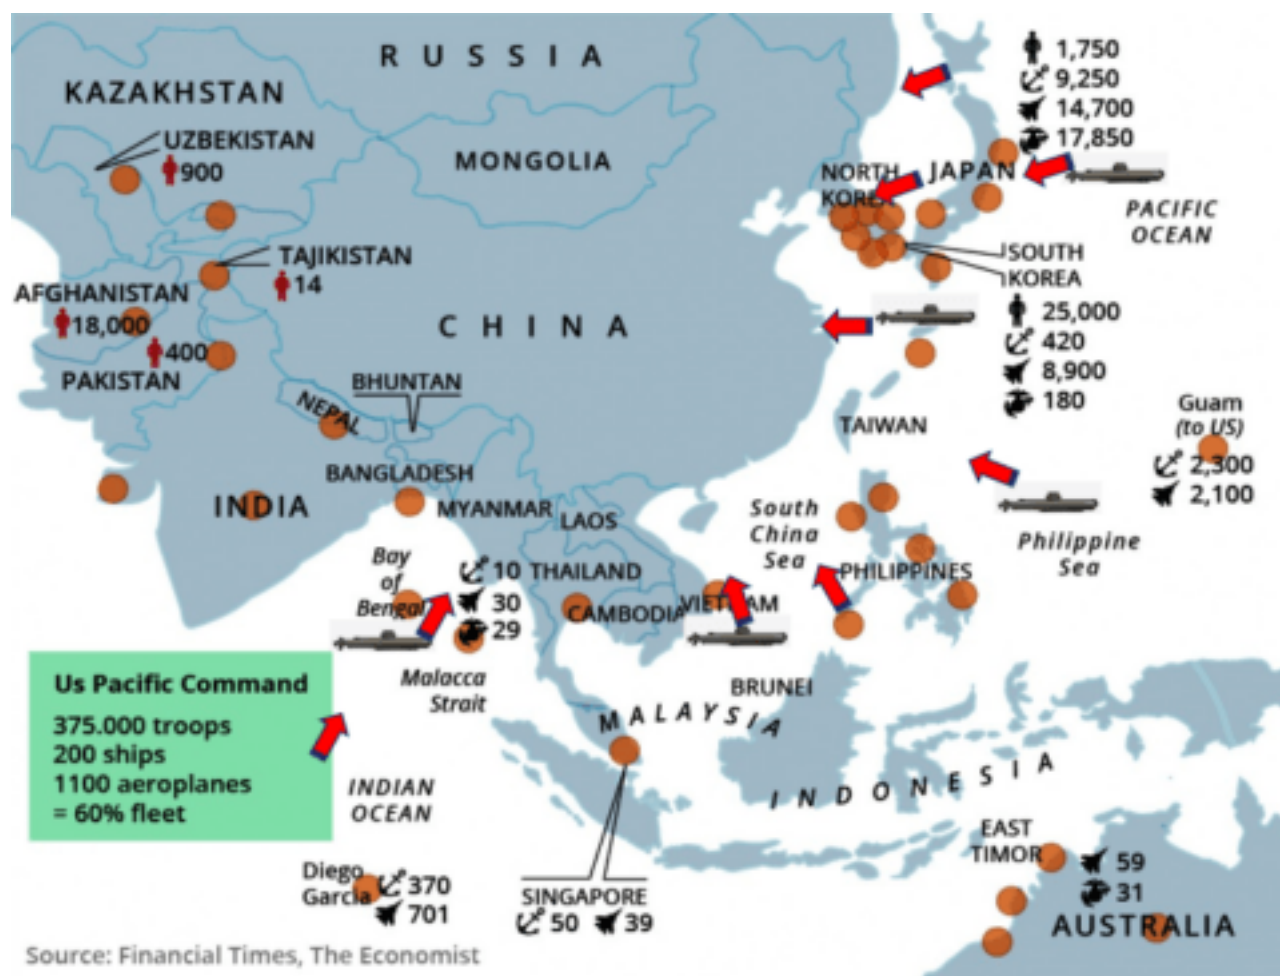 RUSSIA
KAZAKHSTAN
UZBEKISTAN
900
MONGOLIA
1,750
9,250
14,700
17,850
NORTH
KOREA
JAPAN
PACIFIC
OCEAN
TAJIKISTAN
14
AFGHANISTAN
18,000
400
PAKISTAN
CHINA
SOUTH
KOREA
25,000
420
8,900
180
NEPAL
BHUNTAN
TAIWAN
Guam
(to US)
2,300
2,100
BANGLADESH
INDIA
MYANMAR
LAOS
South
China
Sea
Philippine
Sea
Bay
of
Bengal
10
30
29
THAILAND
CAMBODIA
VIETNAM
PHILIPPINES
Malacca
Strait
BRUNEI
MALAYSIA
INDONESIA
Us Pacific Command
375.000 troops
200 ships
1100 aeroplanes
= 60% fleet
INDIAN
OCEAN
Diego
Garcia
370
701
SINGAPORE
50 39
EAST
TIMOR
59
31
AUSTRALIA
Source: Financial Times, The Economist